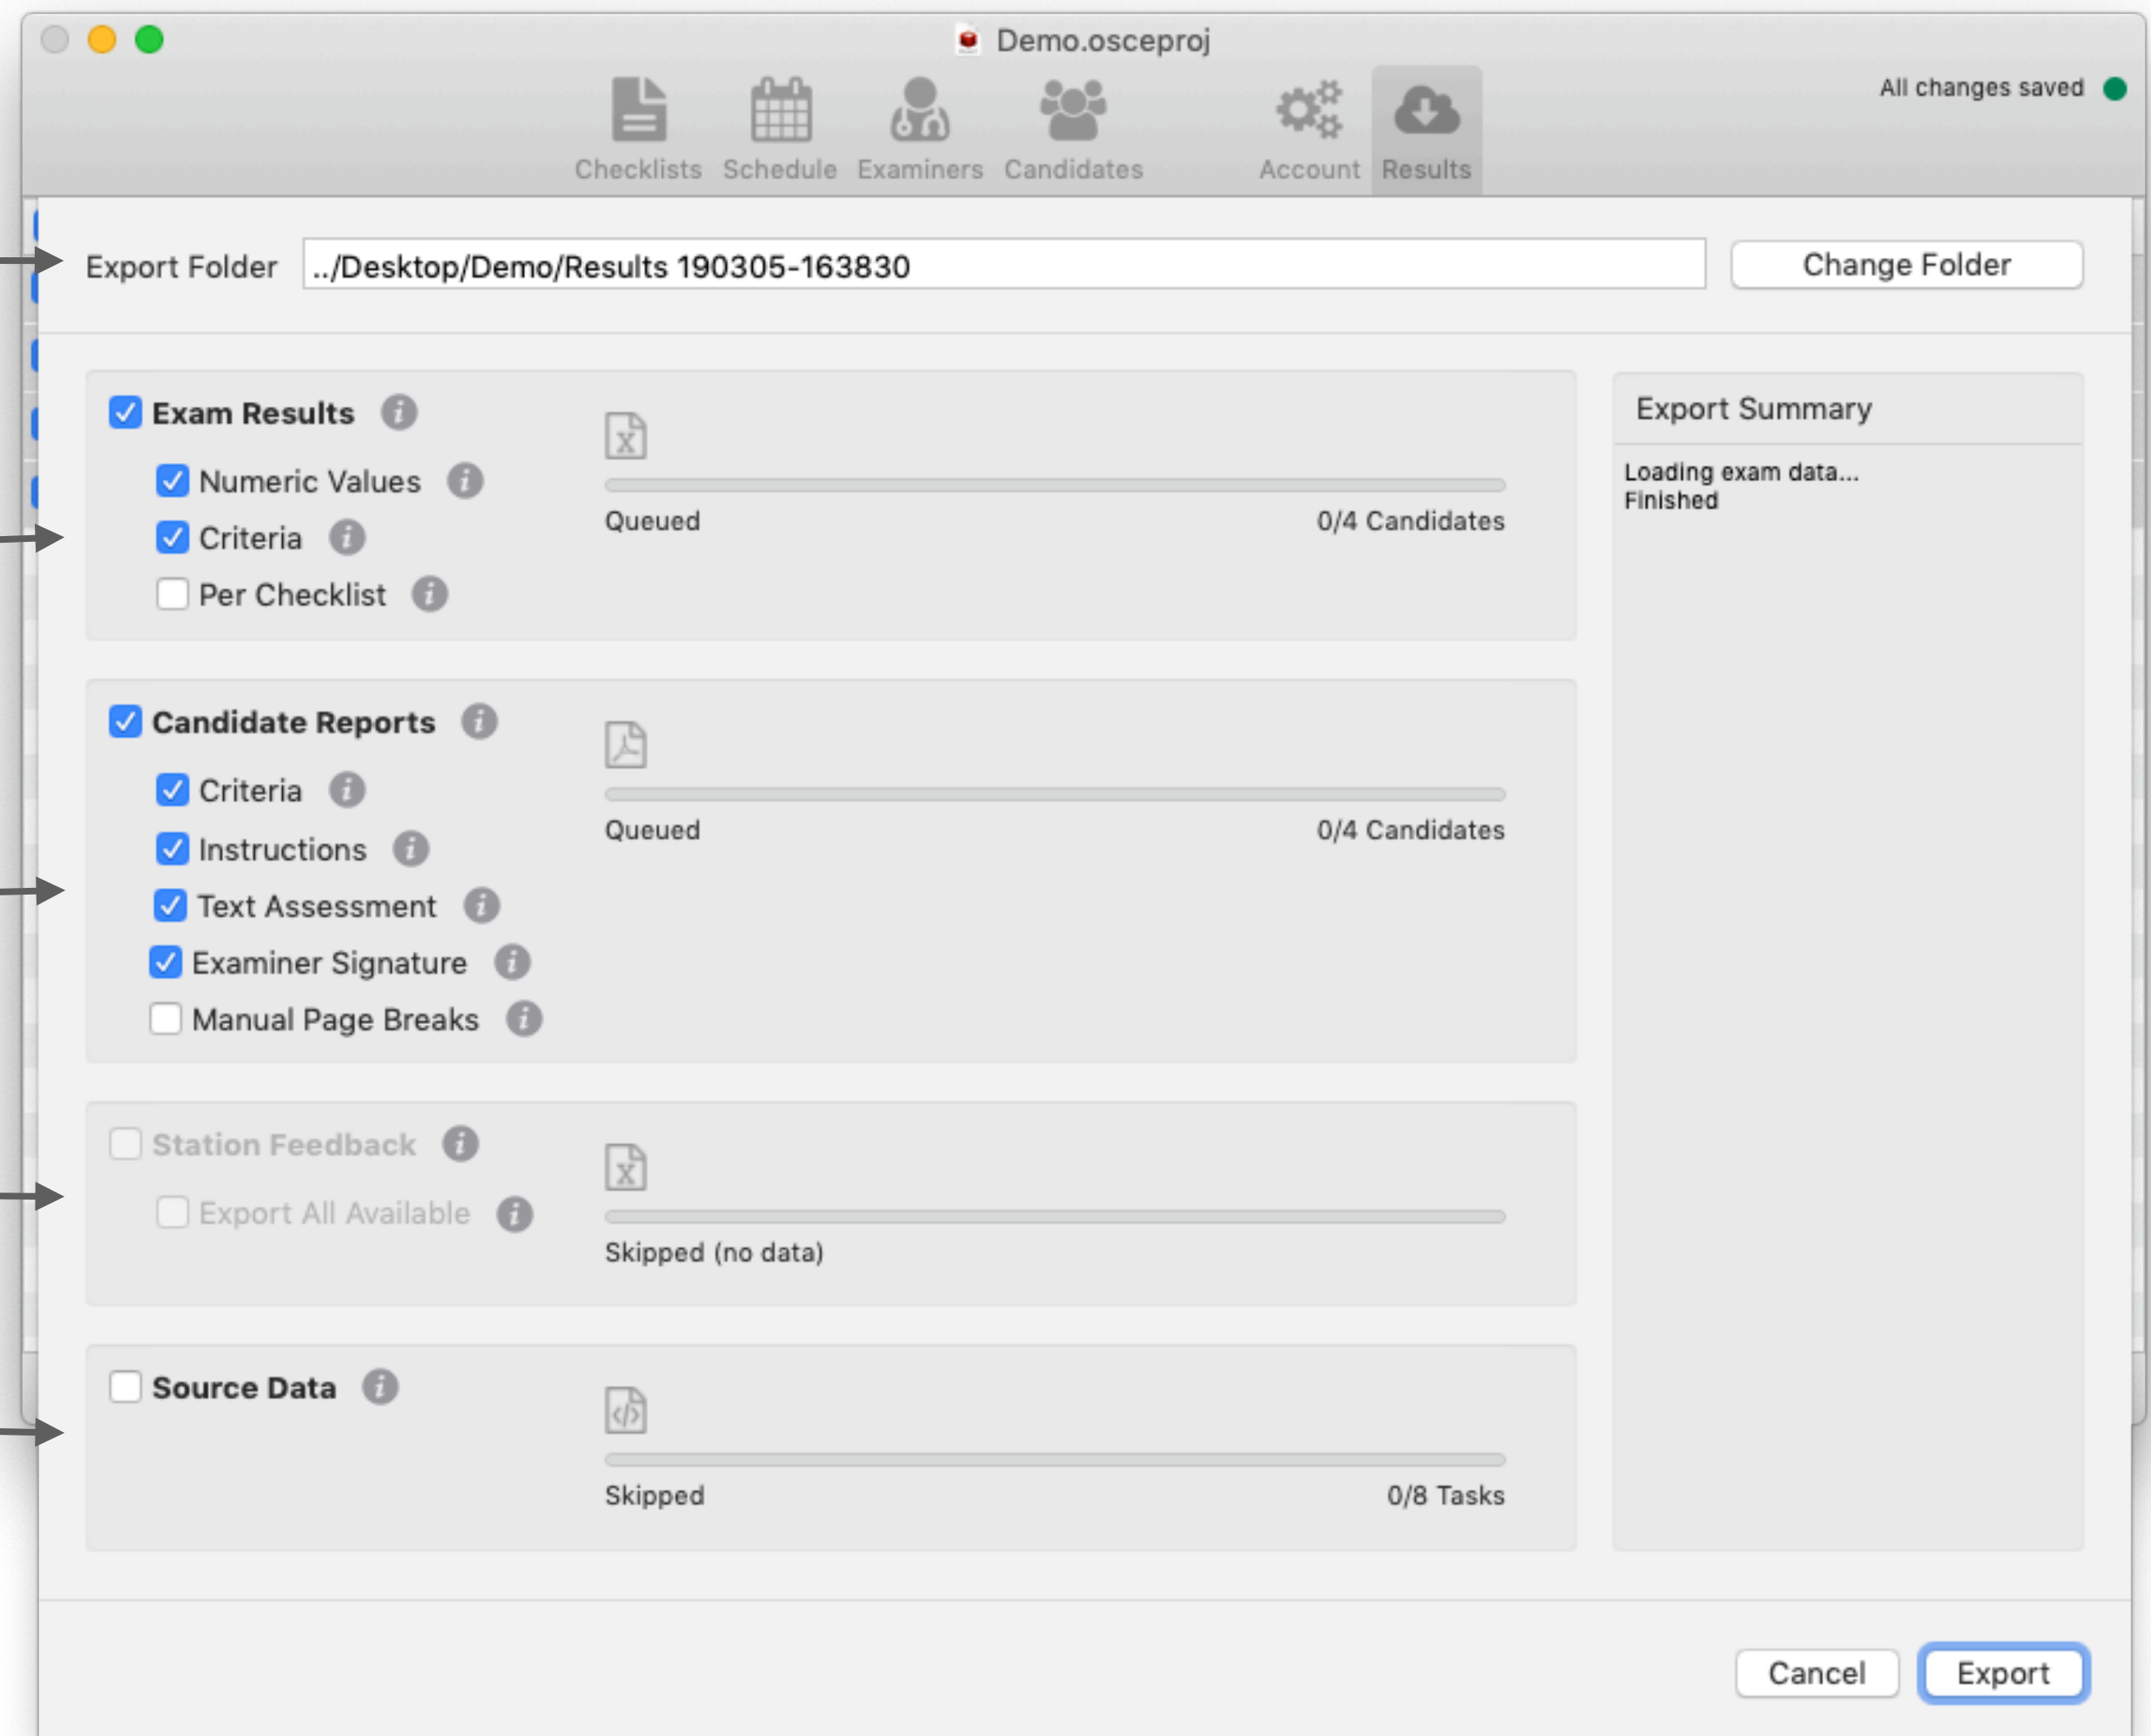 Demo.osceproj
All changes saved
Checklists Schedule Examiners Candidates Account Results
Export Folder ../Desktop/Demo/Results 190305-163830 Change Folder
Exam Results
Numeric Values
Criteria
Per Checklist
Queued 0/4 Candidates
Candidate Reports
Criteria
Instructions
Text Assessment
Examiner Signature
Manual Page Breaks
Queued 0/4 Candidates
Station Feedback
Export All Available
Skipped (no data)
Source Data
Skipped 0/8 Tasks
Export Summary
Loading exam data...
Finished
Cancel Export